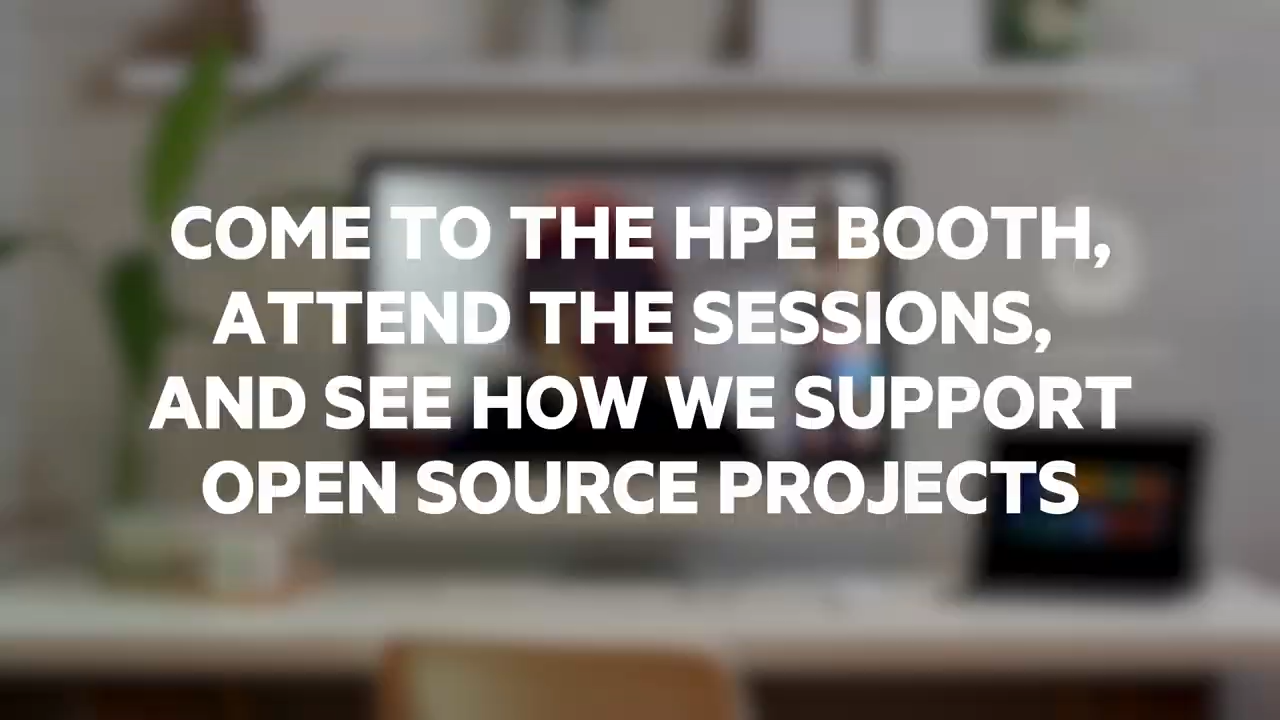 COME TO THE HPE BOOTH,
ATTEND THE SESSIONS,
AND SEE HOW WE SUPPORT
OPEN SOURCE PROJECTS